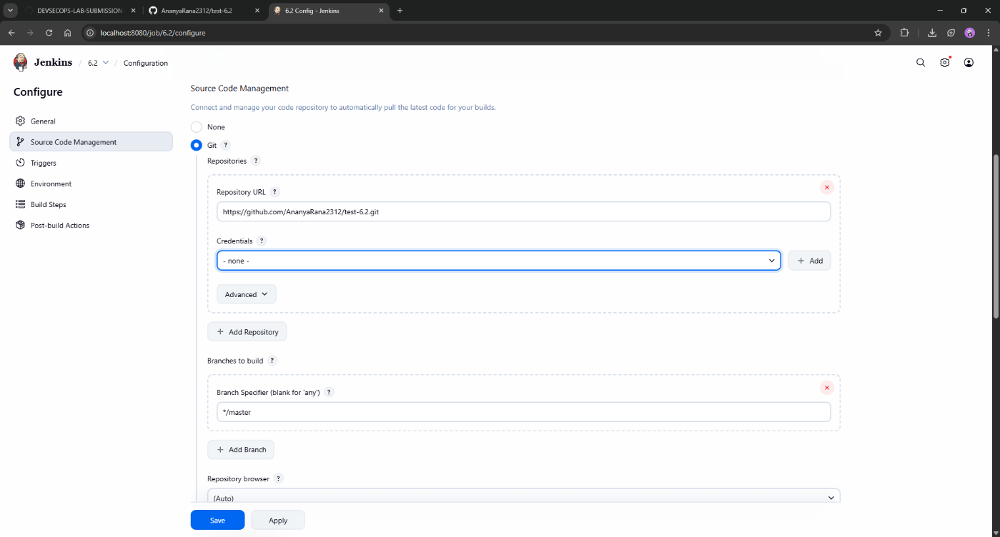 DEVSECOPS-LAB-SUBMISSION
AnanyaRana2312/test-6.2
6.2 Config - Jenkins
localhost:8080/job/6.2/configure
Jenkins / 6.2 / Configuration
Configure
General
Source Code Management
Triggers
Environment
Build Steps
Post-build Actions
Source Code Management
Connect and manage your code repository to automatically pull the latest code for your builds.
None
Git ?
Repositories ?
Repository URL ?
https://github.com/AnanyaRana2312/test-6.2.git
Credentials ?
- none -
+ Add
Advanced
+ Add Repository
Branches to build ?
Branch Specifier (blank for 'any') ?
*/master
+ Add Branch
Repository browser ?
(Auto)
Save
Apply